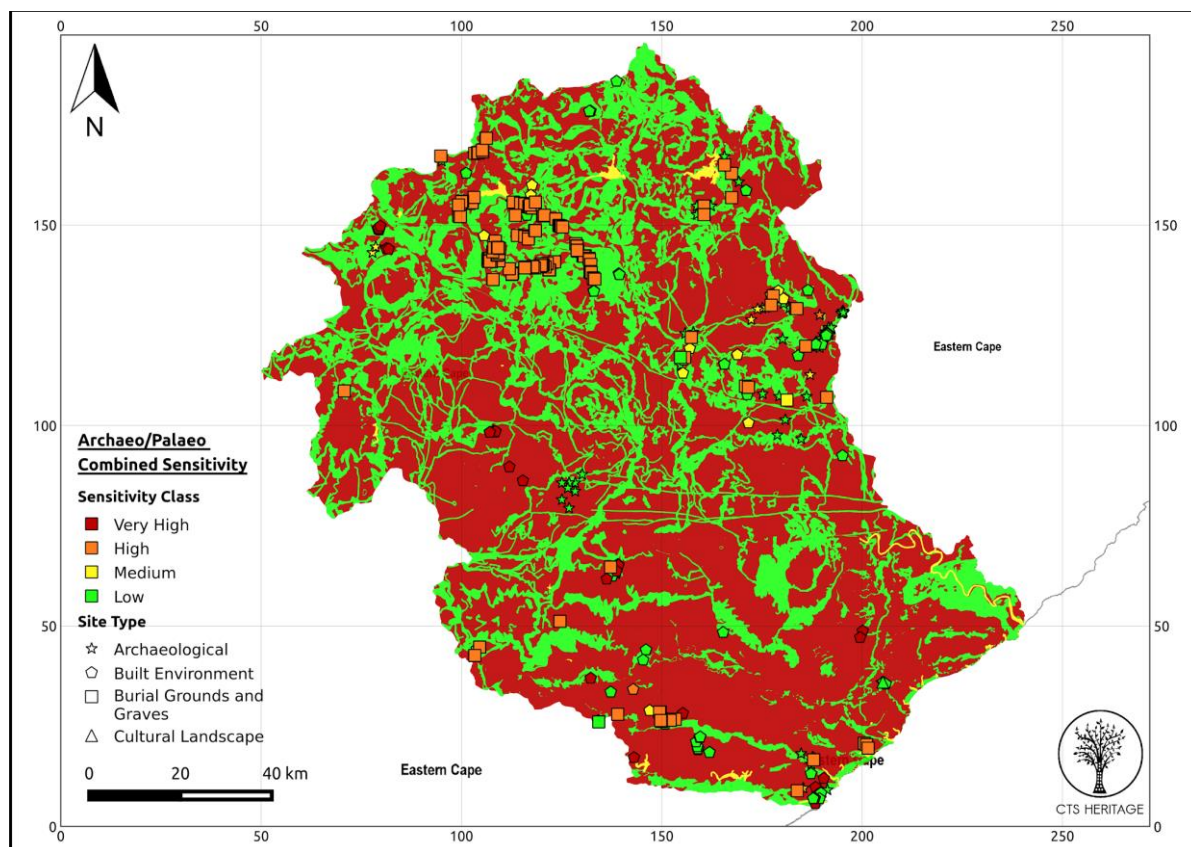 0 50 100 150 200 250
N
150 150
Eastern Cape
100 100
Archaeo/Palaeo
Combined Sensitivity
Sensitivity Class
Very High
High
Medium
Low
Site Type
Archaeological
Built Environment
Burial Grounds and
Graves
Cultural Landscape
50 50
0 20 40 km
Eastern Cape
Eastern Cape
CTS HERITAGE
0 0
0 50 100 150 200 250